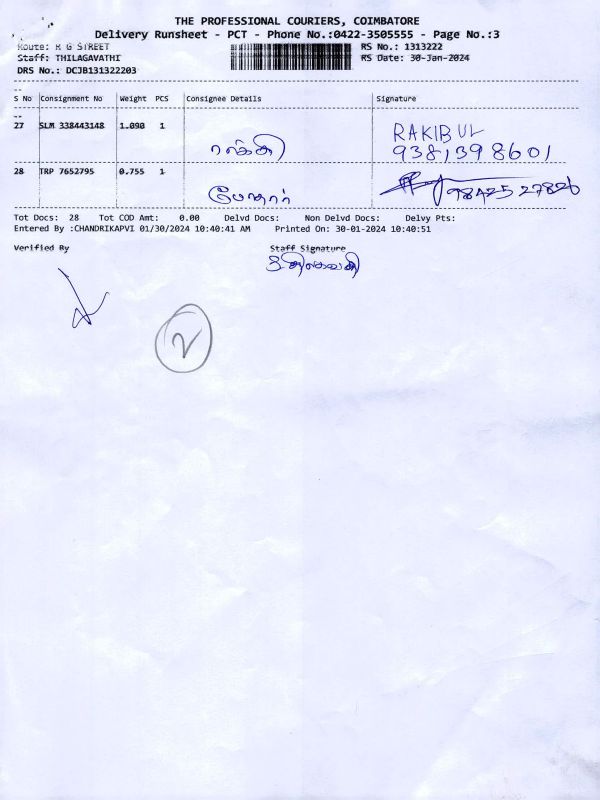 THE PROFESSIONAL COURIERS, COIMBATORE
Delivery Runsheet - PCT - Phone No.:0422-3505555 - Page No.:3
Route: R G STREET
RS No.: 1313222
Staff: THILAGAVATHI
RS Date: 30-Jan-2024
DRS No.: DCJB131322203
S No Consignment No Weight PCS Consignee Details Signature
27 SLM 338443148 1.090 1 RAKIBUL
9381398601
28 TRP 7652795 0.755 1 98425 27826
Tot Docs: 28 Tot COD Amt: 0.00 Delvd Docs: Non Delvd Docs: Delvy Pts:
Entered By :CHANDRIKAPVI 01/30/2024 10:40:41 AM Printed On: 30-01-2024 10:40:51
Verified By Staff Signature
2